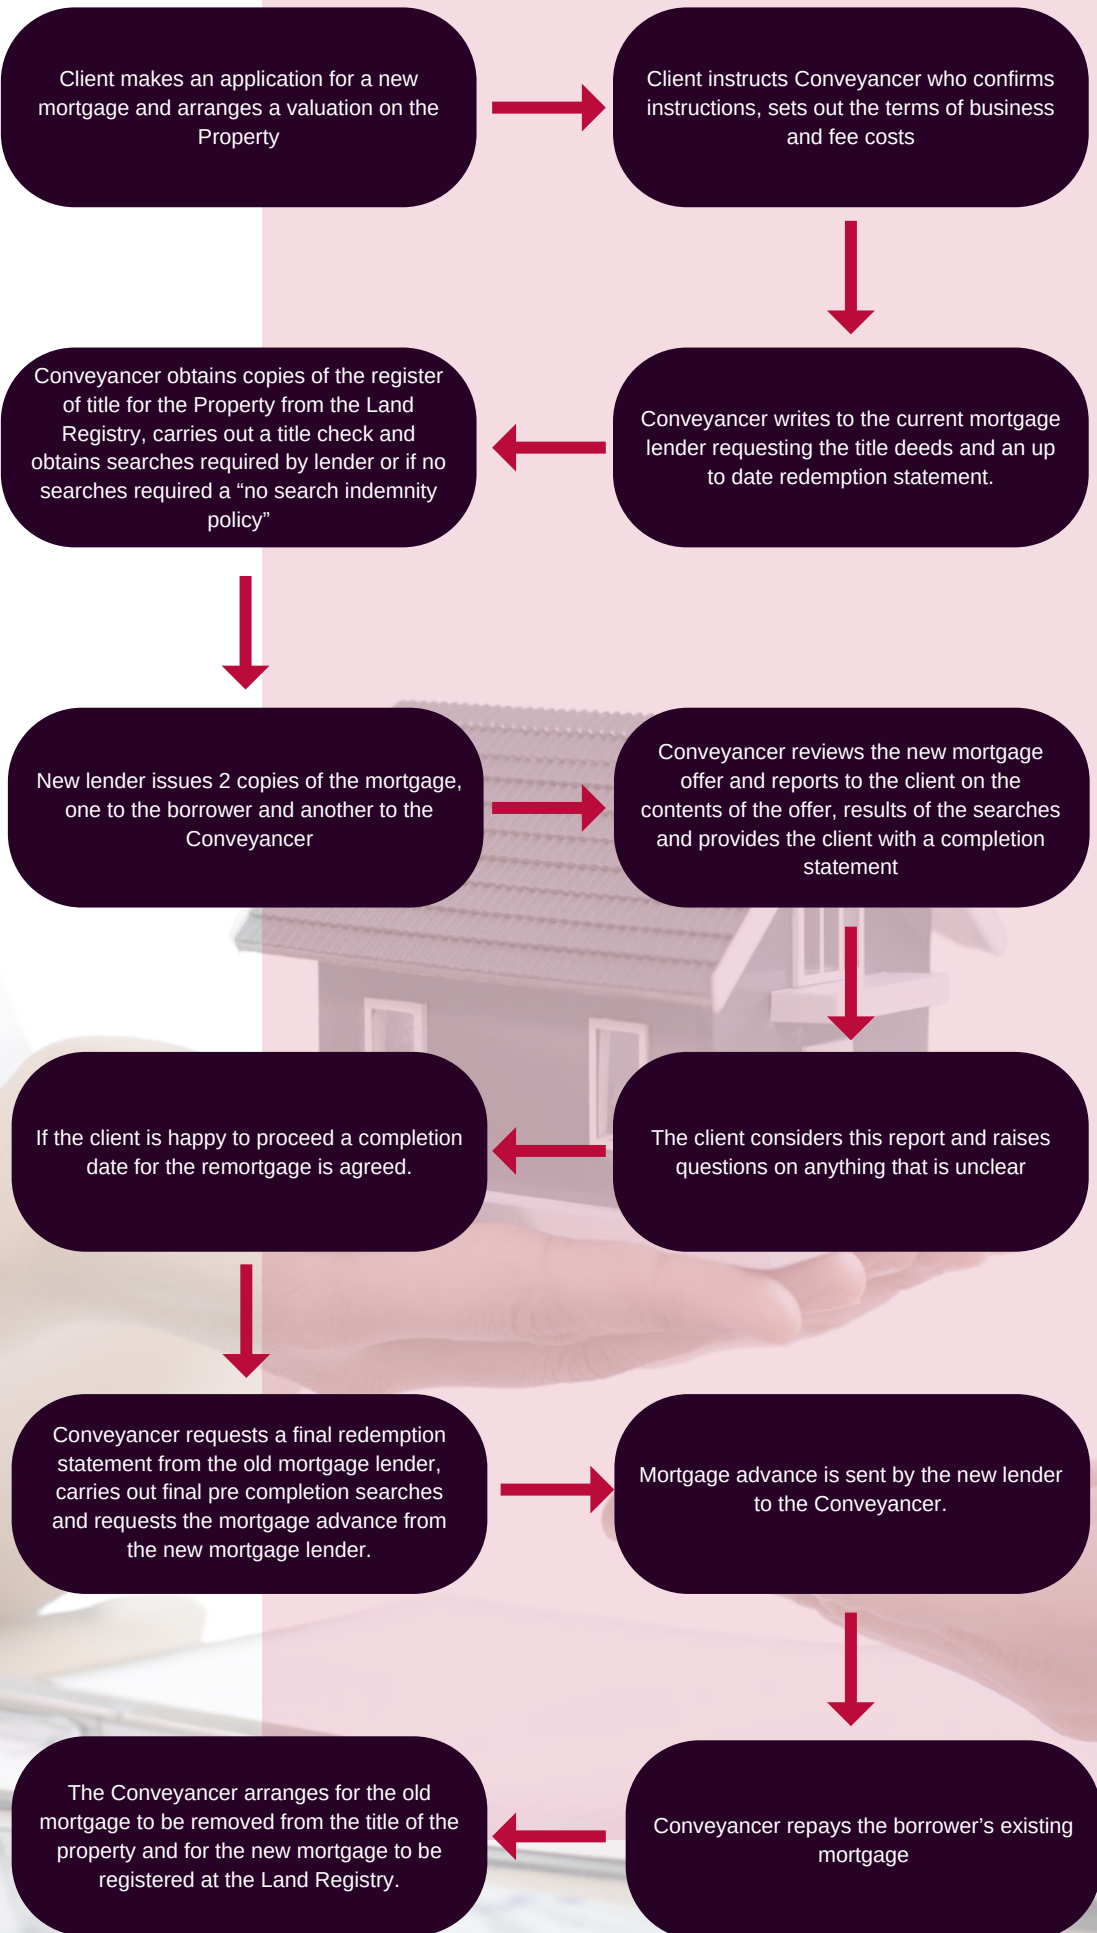 Client makes an application for a new
mortgage and arranges a valuation on the
Property
Client instructs Conveyancer who confirms
instructions, sets out the terms of business
and fee costs
Conveyancer writes to the current mortgage
lender requesting the title deeds and an up
to date redemption statement.
Conveyancer obtains copies of the register
of title for the Property from the Land
Registry, carries out a title check and
obtains searches required by lender or if no
searches required a “no search indemnity
policy”
New lender issues 2 copies of the mortgage,
one to the borrower and another to the
Conveyancer
Conveyancer reviews the new mortgage
offer and reports to the client on the
contents of the offer, results of the searches
and provides the client with a completion
statement
The client considers this report and raises
questions on anything that is unclear
If the client is happy to proceed a completion
date for the remortgage is agreed.
Conveyancer requests a final redemption
statement from the old mortgage lender,
carries out final pre completion searches
and requests the mortgage advance from
the new mortgage lender.
Mortgage advance is sent by the new lender
to the Conveyancer.
Conveyancer repays the borrower’s existing
mortgage
The Conveyancer arranges for the old
mortgage to be removed from the title of the
property and for the new mortgage to be
registered at the Land Registry.